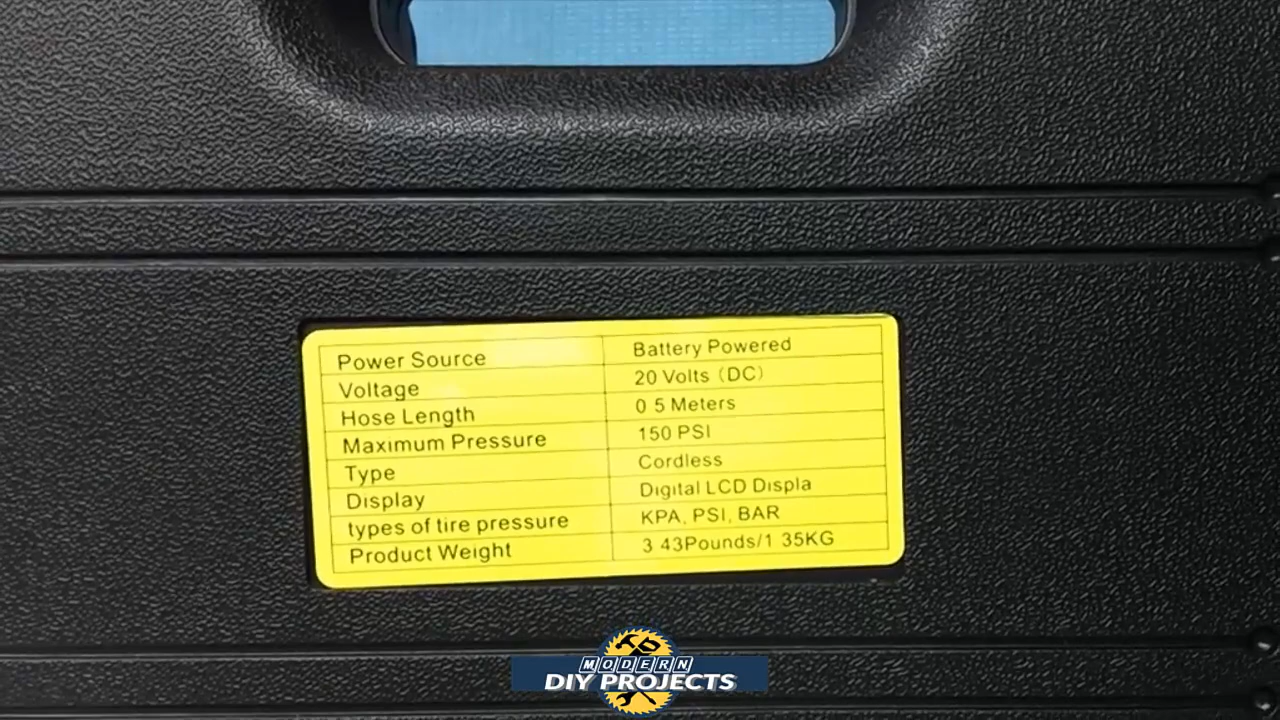 Power Source Battery Powered
Voltage 20 Volts (DC)
Hose Length 0 5 Meters
Maximum Pressure 150 PSI
Type Cordless
Display Digital LCD Displa
types of tire pressure KPA, PSI, BAR
Product Weight 3 43Pounds/1 35KG
MODERN
DIY PROJECTS